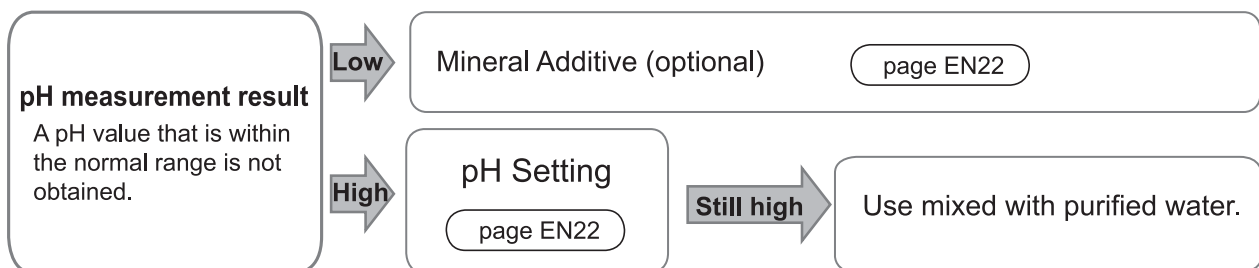 pH measurement result
A pH value that is within
the normal range is not
obtained.
Low
Mineral Additive (optional)
page EN22
High
pH Setting
page EN22
Still high
Use mixed with purified water.